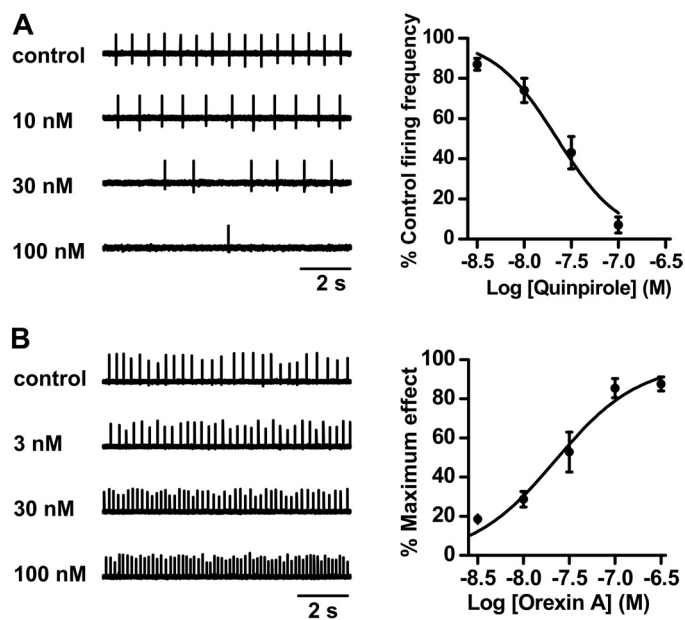 A
control
10 nM
30 nM
100 nM
2 s
% Control firing frequency
100
80
60
40
20
0
-8.5 -8.0 -7.5 -7.0 -6.5
Log [Quinpirole] (M)
B
control
3 nM
30 nM
100 nM
2 s
% Maximum effect
100
80
60
40
20
0
-8.5 -8.0 -7.5 -7.0 -6.5
Log [Orexin A] (M)